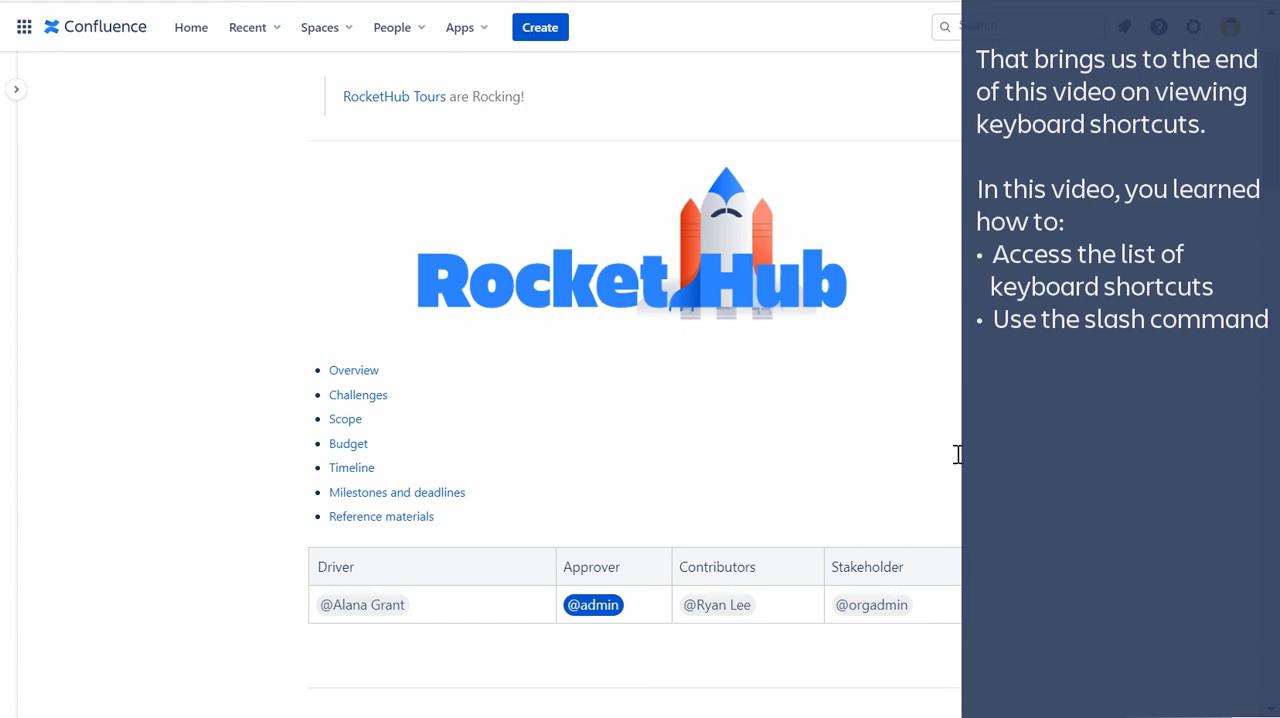 Confluence Home Recent Spaces People Apps Create Search
RocketHub Tours are Rocking!
Rocket Hub
• Overview
• Challenges
• Scope
• Budget
• Timeline
• Milestones and deadlines
• Reference materials
Driver Approver Contributors Stakeholder
@Alana Grant @admin @Ryan Lee @orgadmin
That brings us to the end
of this video on viewing
keyboard shortcuts.
In this video, you learned
how to:
• Access the list of
keyboard shortcuts
• Use the slash command